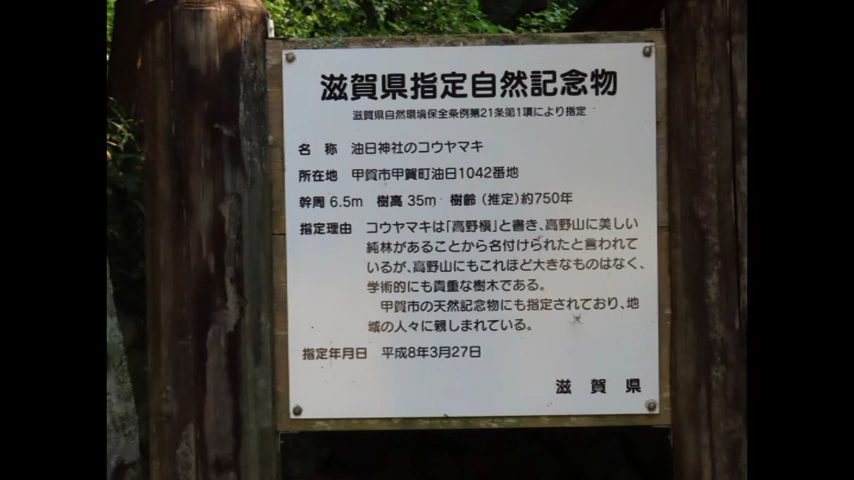 滋賀県指定自然記念物
滋賀県自然環境保全条例第21条第1項により指定
名 称 油日神社のコウヤマキ
所在地 甲賀市甲賀町油日1042番地
幹周 6.5m 樹高 35m 樹齢(推定)約750年
指定理由 コウヤマキは「高野槇」と書き、高野山に美しい
純林があることから名付けられたと言われて
いるが、高野山にもこれほど大きなものはなく、
学術的にも貴重な樹木である。
甲賀市の天然記念物にも指定されており、地
域の人々に親しまれている。
指定年月日 平成8年3月27日
滋 賀 県